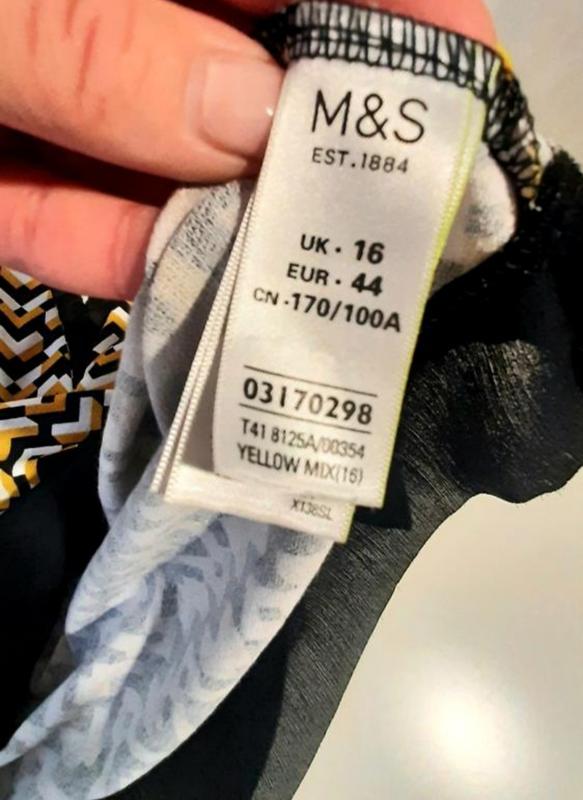 M&S
EST.1884
UK · 16
EUR · 44
CN -170/100A
03170298
T41 8125A/00354
YELLOW MIX(16)
X138SL